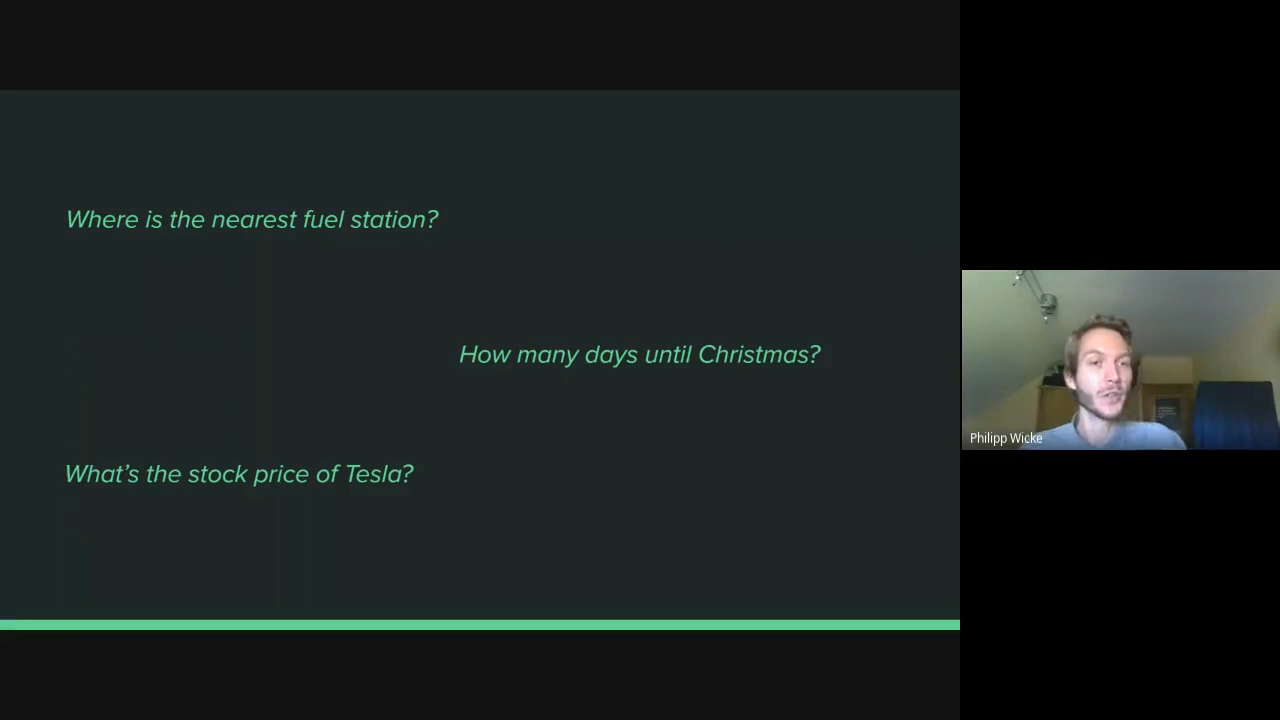 Where is the nearest fuel station?
How many days until Christmas?
What's the stock price of Tesla?
Philipp Wicke